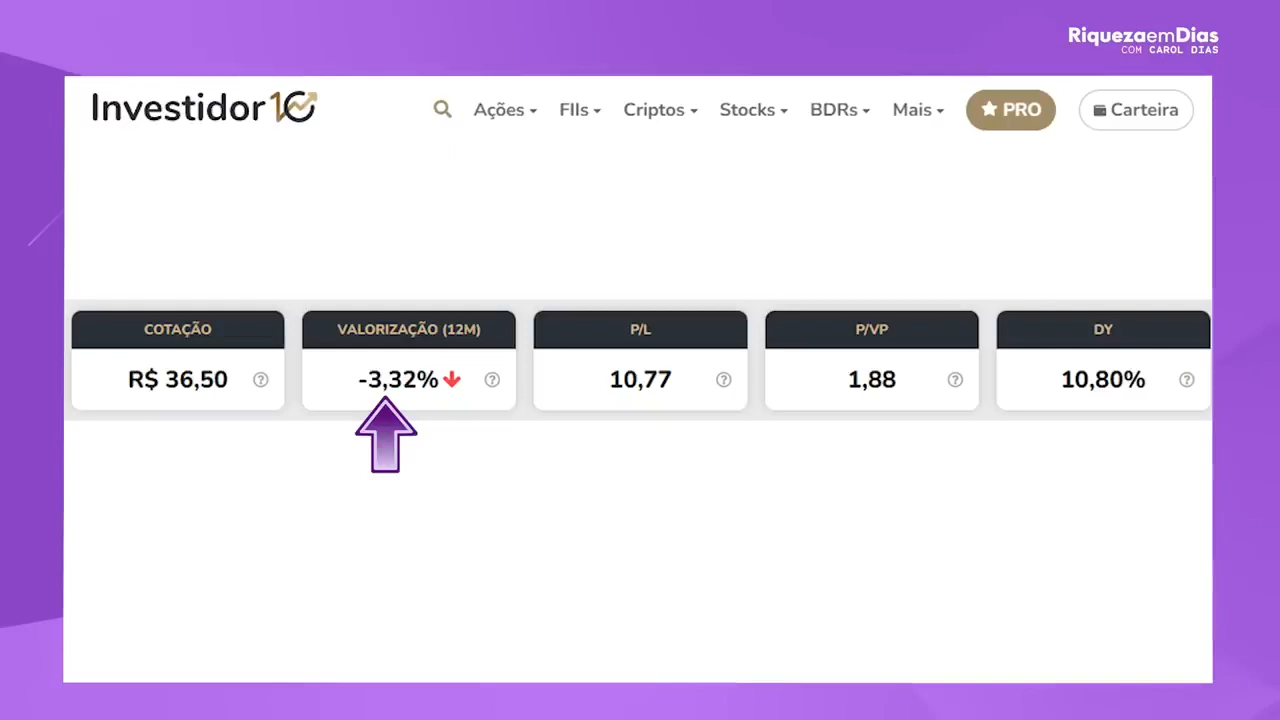 RiquezaemDias
COM CAROL DIAS
Investidor10
Ações
FIIs
Criptos
Stocks
BDRs
Mais
PRO
Carteira
COTAÇÃO
R$ 36,50
VALORIZAÇÃO (12M)
-3,32%
P/L
10,77
P/VP
1,88
DY
10,80%